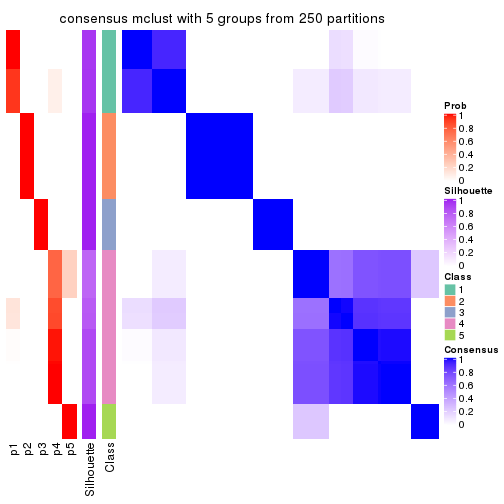 consensus mclust with 5 groups from 250 partitions
Prob
1
0.8
0.6
0.4
0.2
0
Silhouette
1
0.8
0.6
0.4
0.2
0
Class
1
2
3
4
5
Consensus
1
0.8
0.6
0.4
0.2
0
p1
p2
p3
p4
p5
Silhouette
Class